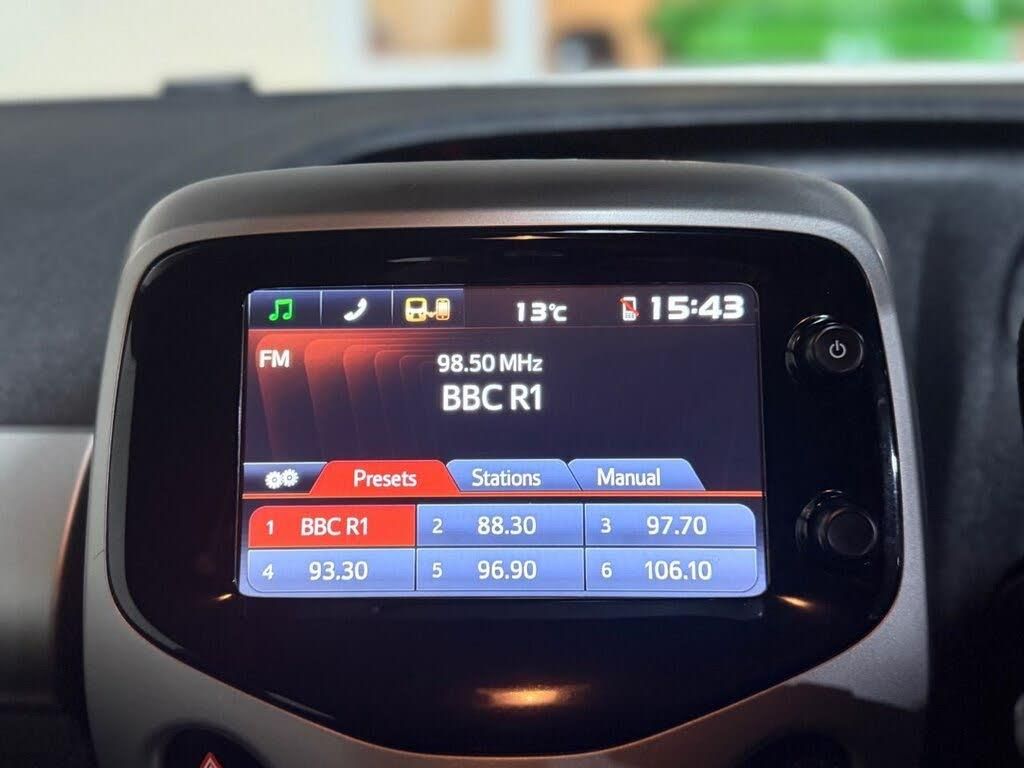 13°C 15:43
FM
98.50 MHz
BBC R1
Presets Stations Manual
1 BBC R1 2 88.30 3 97.70
4 93.30 5 96.90 6 106.10